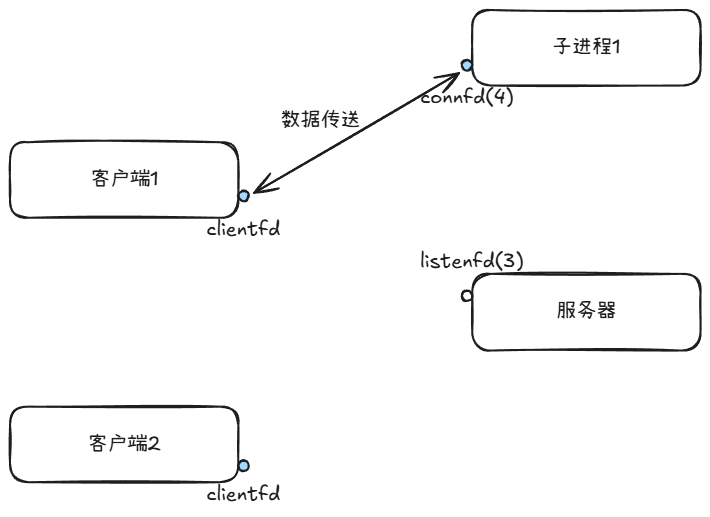 子进程1
connfd(4)
数据传送
客户端1
clientfd
listenfd(3)
服务器
客户端2
clientfd